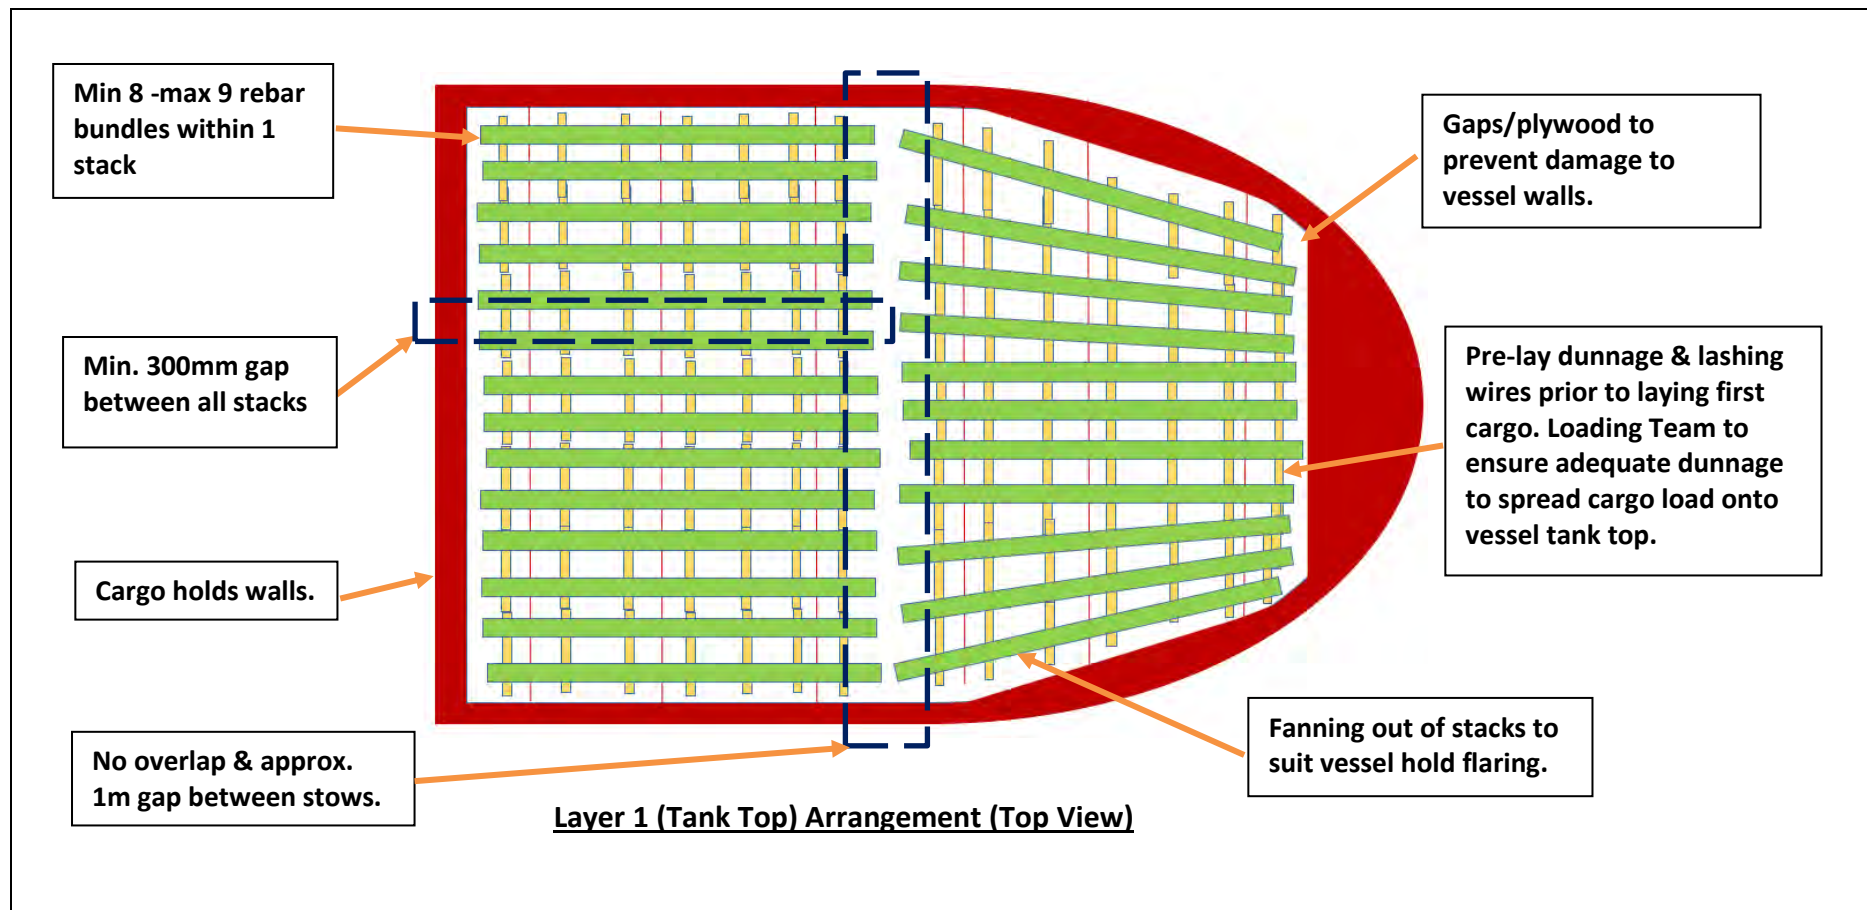 Min 8 -max 9 rebar
bundles within 1
stack
Min. 300mm gap
between all stacks
Cargo holds walls.
No overlap & approx.
1m gap between stows.
Gaps/plywood to
prevent damage to
vessel walls.
Pre-lay dunnage & lashing
wires prior to laying first
cargo. Loading Team to
ensure adequate dunnage
to spread cargo load onto
vessel tank top.
Fanning out of stacks to
suit vessel hold flaring.
Layer 1 (Tank Top) Arrangement (Top View)